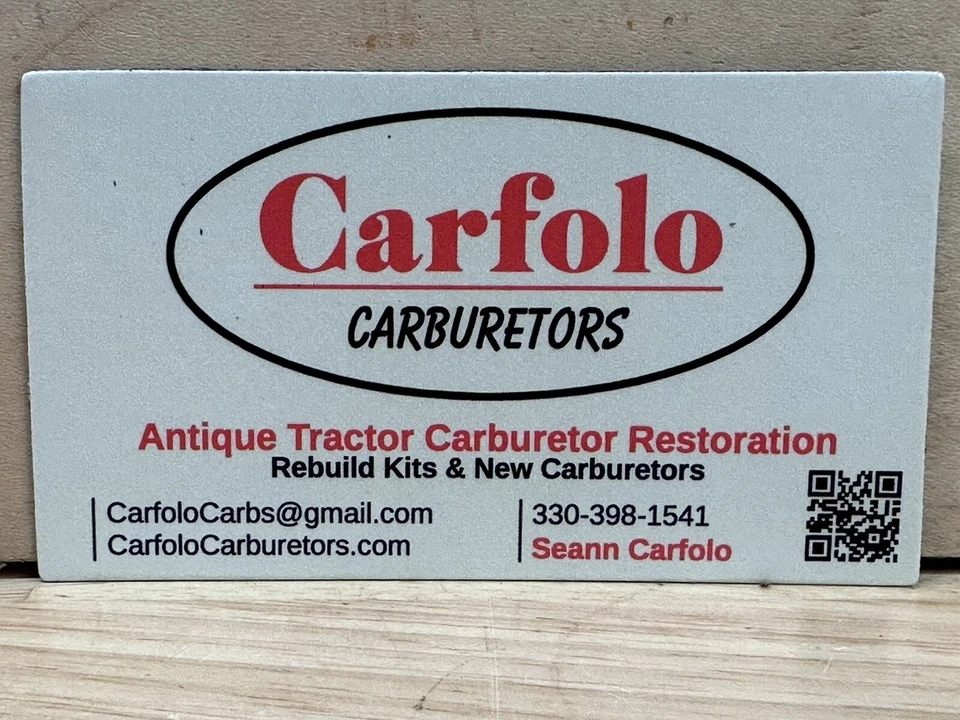 Carfolo
CARBURETORS
Antique Tractor Carburetor Restoration
Rebuild Kits & New Carburetors
CarfoloCarbs@gmail.com
CarfoloCarburetors.com
330-398-1541
Seann Carfolo